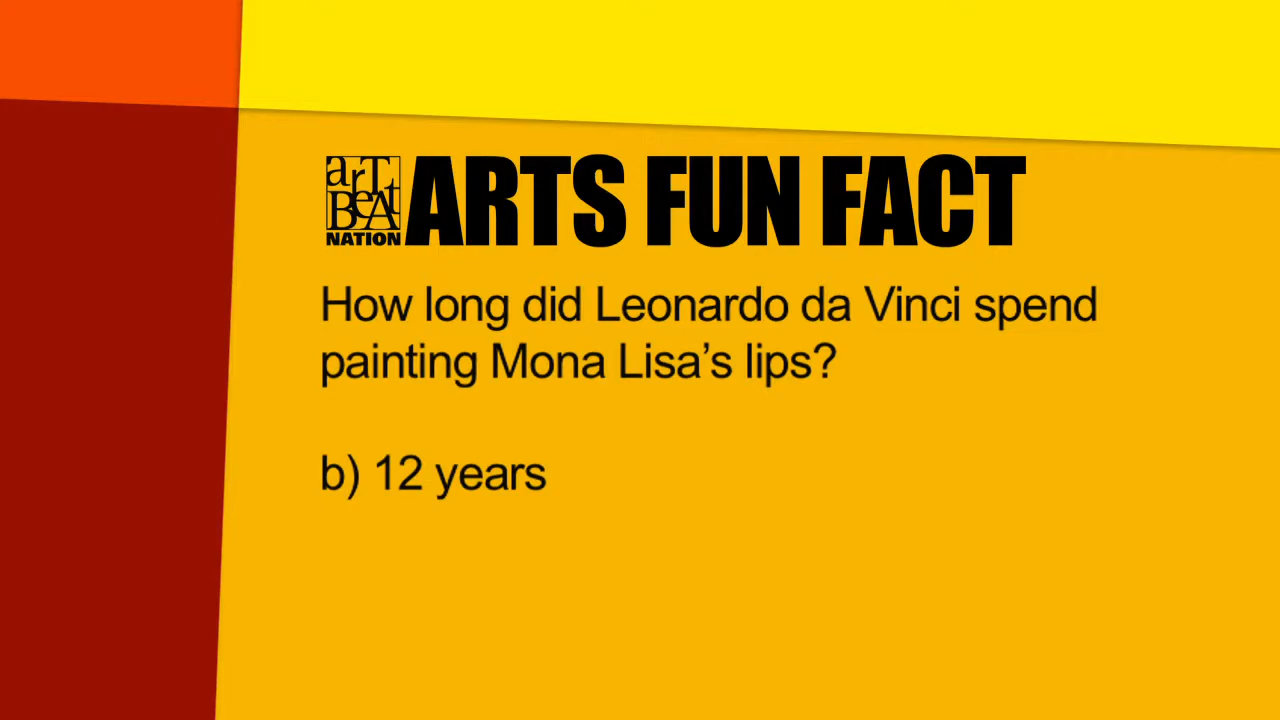 arT
BeAt
NATION
ARTS FUN FACT
How long did Leonardo da Vinci spend
painting Mona Lisa’s lips?
b) 12 years